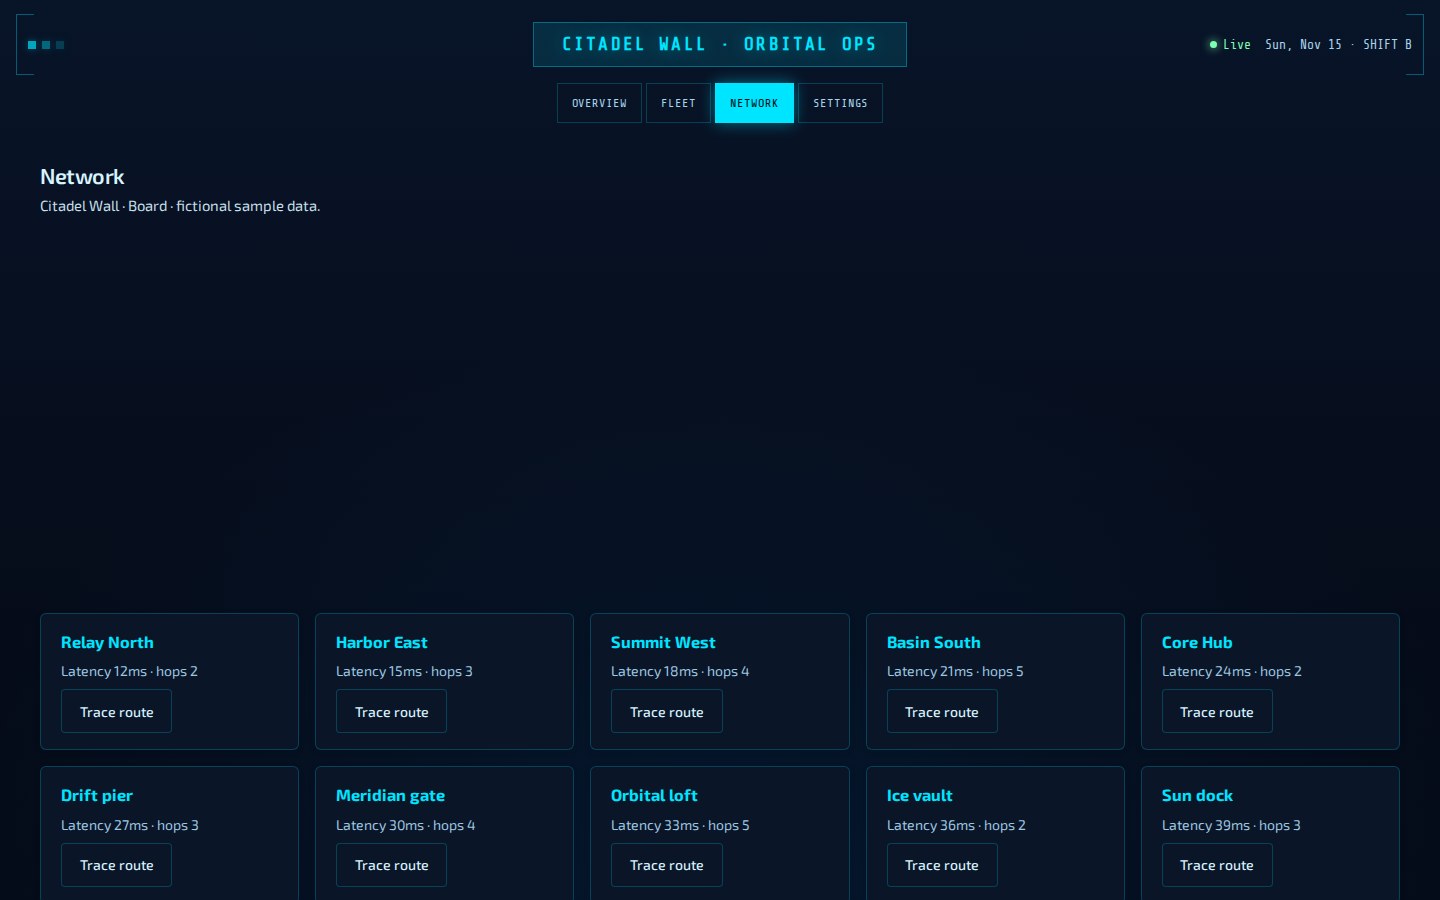 CITADEL WALL · ORBITAL OPS
Live Sun, Nov 15 · SHIFT B
OVERVIEW FLEET NETWORK SETTINGS
Network
Citadel Wall · Board · fictional sample data.
Relay North Harbor East Summit West Basin South Core Hub
Latency 12ms · hops 2 Latency 15ms · hops 3 Latency 18ms · hops 4 Latency 21ms · hops 5 Latency 24ms · hops 2
Trace route Trace route Trace route Trace route Trace route
Drift pier Meridian gate Orbital loft Ice vault Sun dock
Latency 27ms · hops 3 Latency 30ms · hops 4 Latency 33ms · hops 5 Latency 36ms · hops 2 Latency 39ms · hops 3
Trace route Trace route Trace route Trace route Trace route